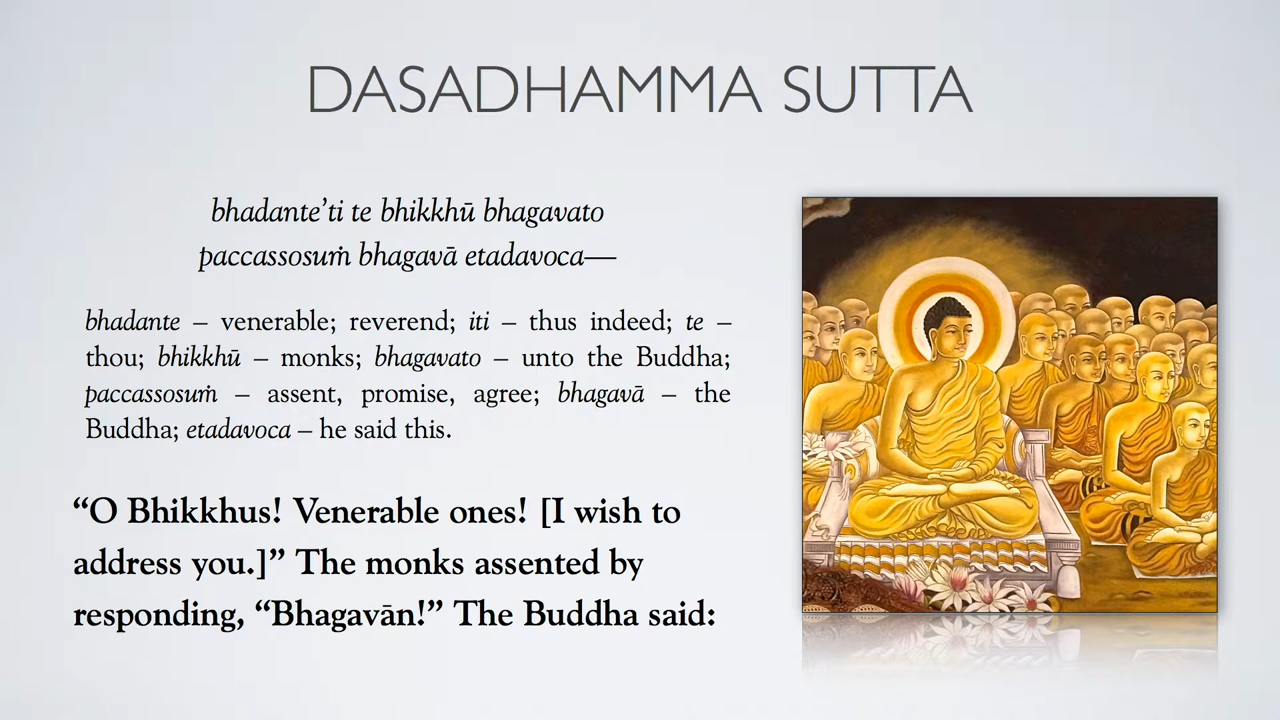 DASADHAMMA SUTTA
bhadante’ti te bhikkhū bhagavato
paccassosuṁ bhagavā etadavoca—
bhadante – venerable; reverend; iti – thus indeed; te –
thou; bhikkhū – monks; bhagavato – unto the Buddha;
paccassosuṁ – assent, promise, agree; bhagavā – the
Buddha; etadavoca – he said this.
“O Bhikkhus! Venerable ones! [I wish to
address you.]” The monks assented by
responding, “Bhagavān!” The Buddha said: